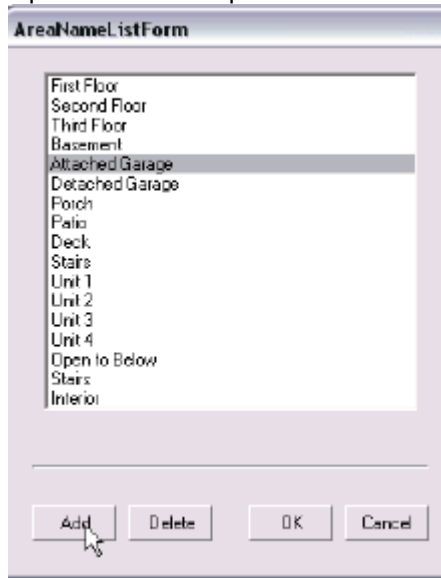 AreaNameListForm
First Floor
Second Floor
Third Floor
Basement
Attached Garage
Detached Garage
Porch
Patio
Deck
Stairs
Unit 1
Unit 2
Unit 3
Unit 4
Open to Below
Stairs
Interior
Add Delete OK Cancel